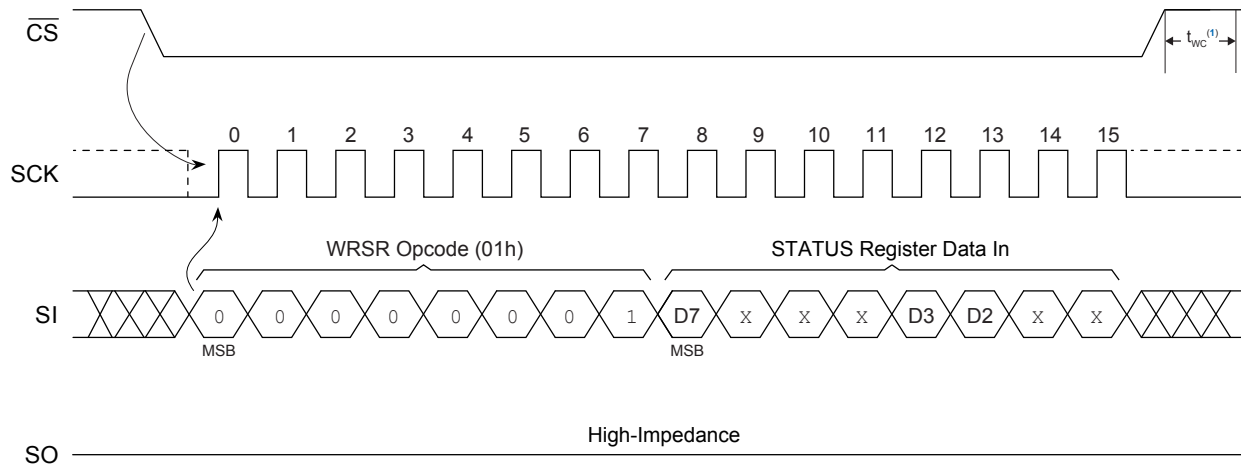 CS
t_WC(1)
0 1 2 3 4 5 6 7 8 9 10 11 12 13 14 15
SCK
WRSR Opcode (01h) STATUS Register Data In
SI 0 0 0 0 0 0 0 1 D7 X X X D3 D2 X X
MSB MSB
High-Impedance
SO